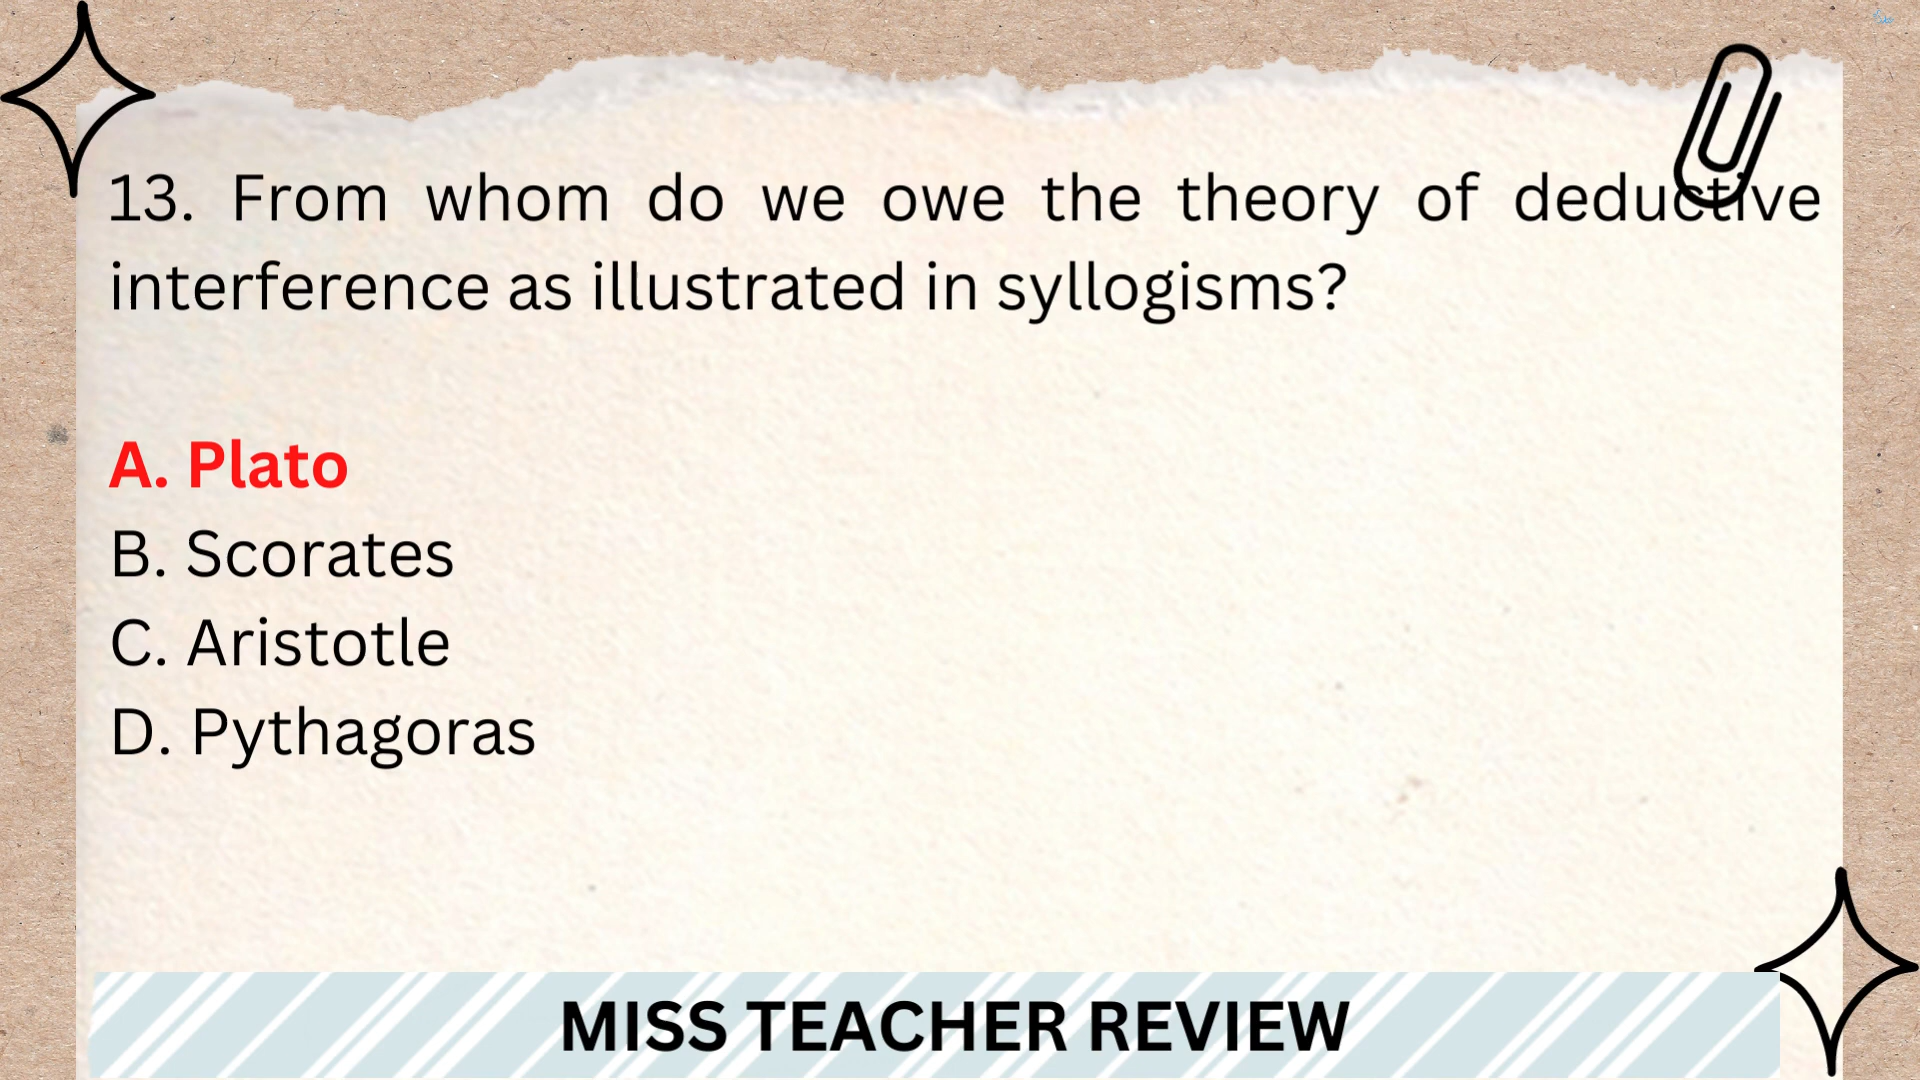 13. From whom do we owe the theory of deductive
interference as illustrated in syllogisms?
A. Plato
B. Scorates
C. Aristotle
D. Pythagoras
MISS TEACHER REVIEW